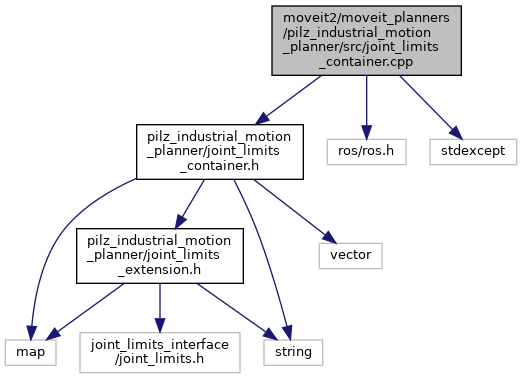 moveit2/moveit_planners
/pilz_industrial_motion
_planner/src/joint_limits
_container.cpp
pilz_industrial_motion
_planner/joint_limits
_container.h
ros/ros.h
stdexcept
pilz_industrial_motion
_planner/joint_limits
_extension.h
vector
map
joint_limits_interface
/joint_limits.h
string